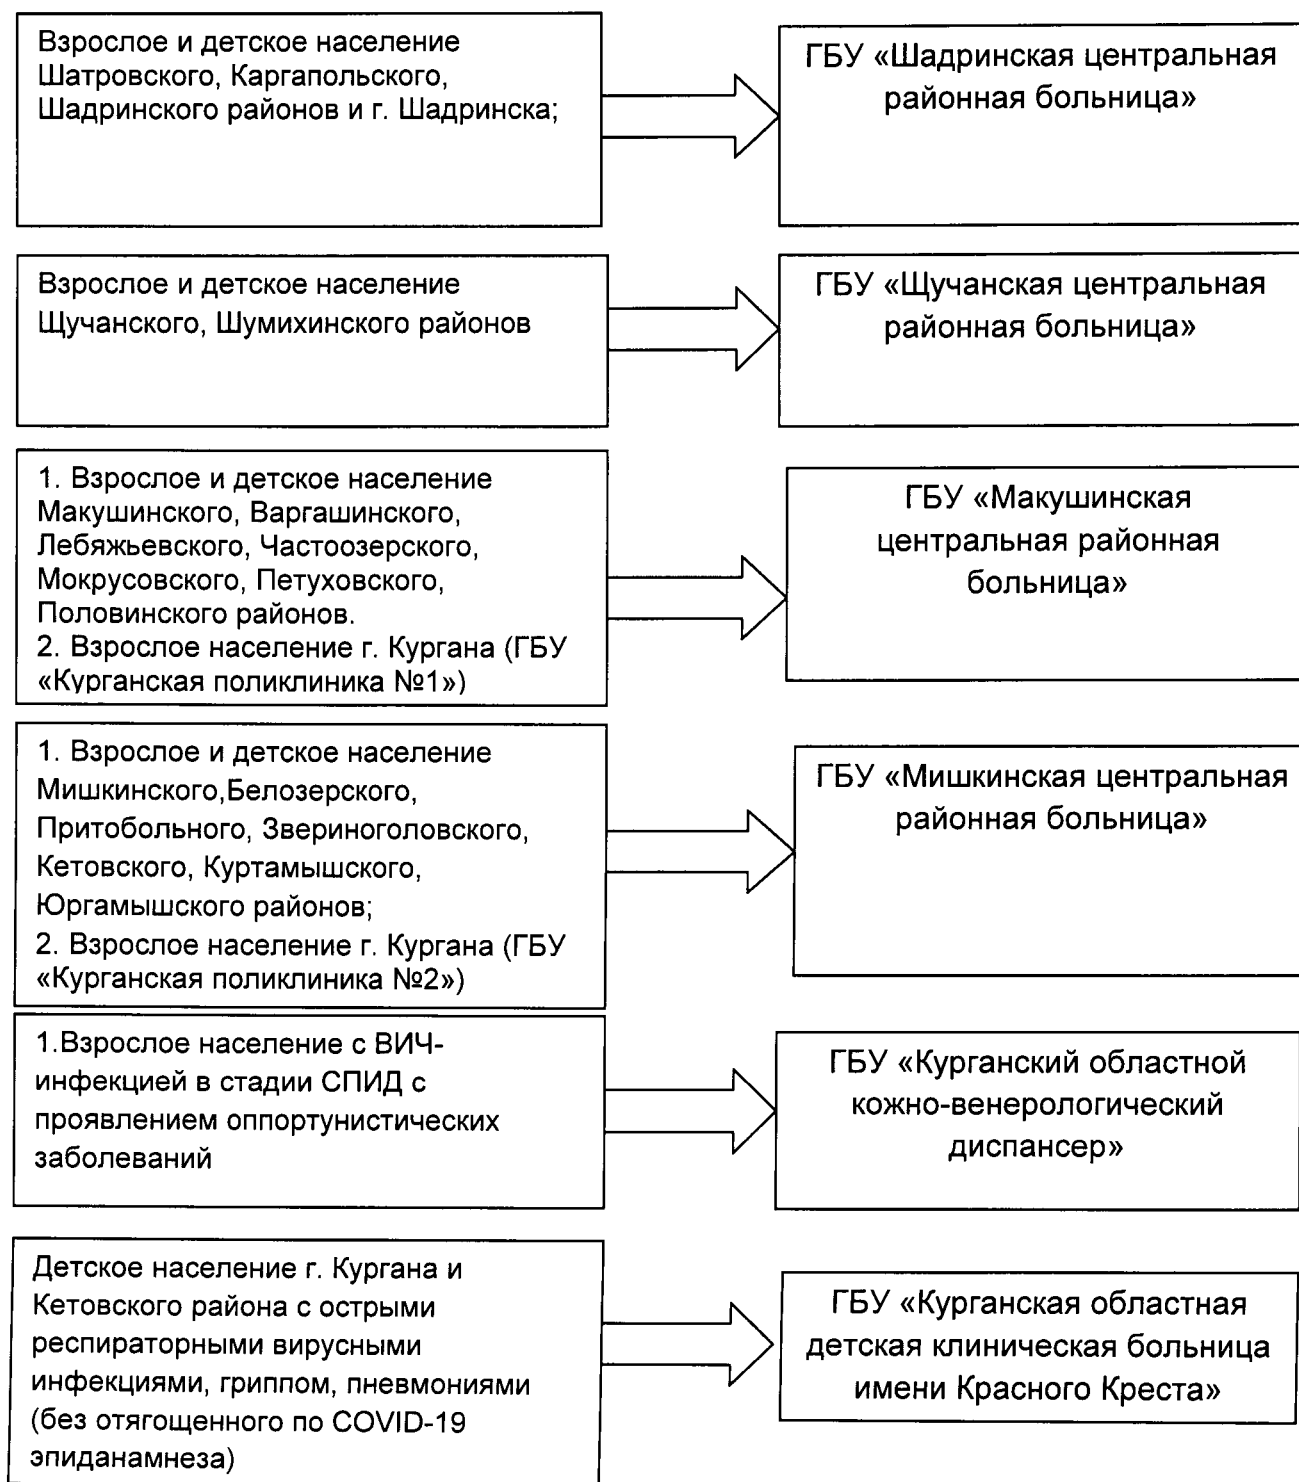 Взрослое и детское население
Шатровского, Каргапольского,
Шадринского районов и г. Шадринска;
ГБУ «Шадринская центральная
районная больница»
Взрослое и детское население
Щучанского, Шумихинского районов
ГБУ «Щучанская центральная
районная больница»
1. Взрослое и детское население
Макушинского, Варгашинского,
Лебяжьевского, Частоозерского,
Мокрусовского, Петуховского,
Половинского районов.
2. Взрослое население г. Кургана (ГБУ
«Курганская поликлиника №1»)
ГБУ «Макушинская
центральная районная
больница»
1. Взрослое и детское население
Мишкинского,Белозерского,
Притобольного, Звериноголовского,
Кетовского, Куртамышского,
Юргамышского районов;
2. Взрослое население г. Кургана (ГБУ
«Курганская поликлиника №2»)
ГБУ «Мишкинская центральная
районная больница»
1.Взрослое население с ВИЧ-
инфекцией в стадии СПИД с
проявлением оппортунистических
заболеваний
ГБУ «Курганский областной
кожно-венерологический
диспансер»
Детское население г. Кургана и
Кетовского района с острыми
респираторными вирусными
инфекциями, гриппом, пневмониями
(без отягощенного по COVID-19
эпиданамнеза)
ГБУ «Курганская областная
детская клиническая больница
имени Красного Креста»